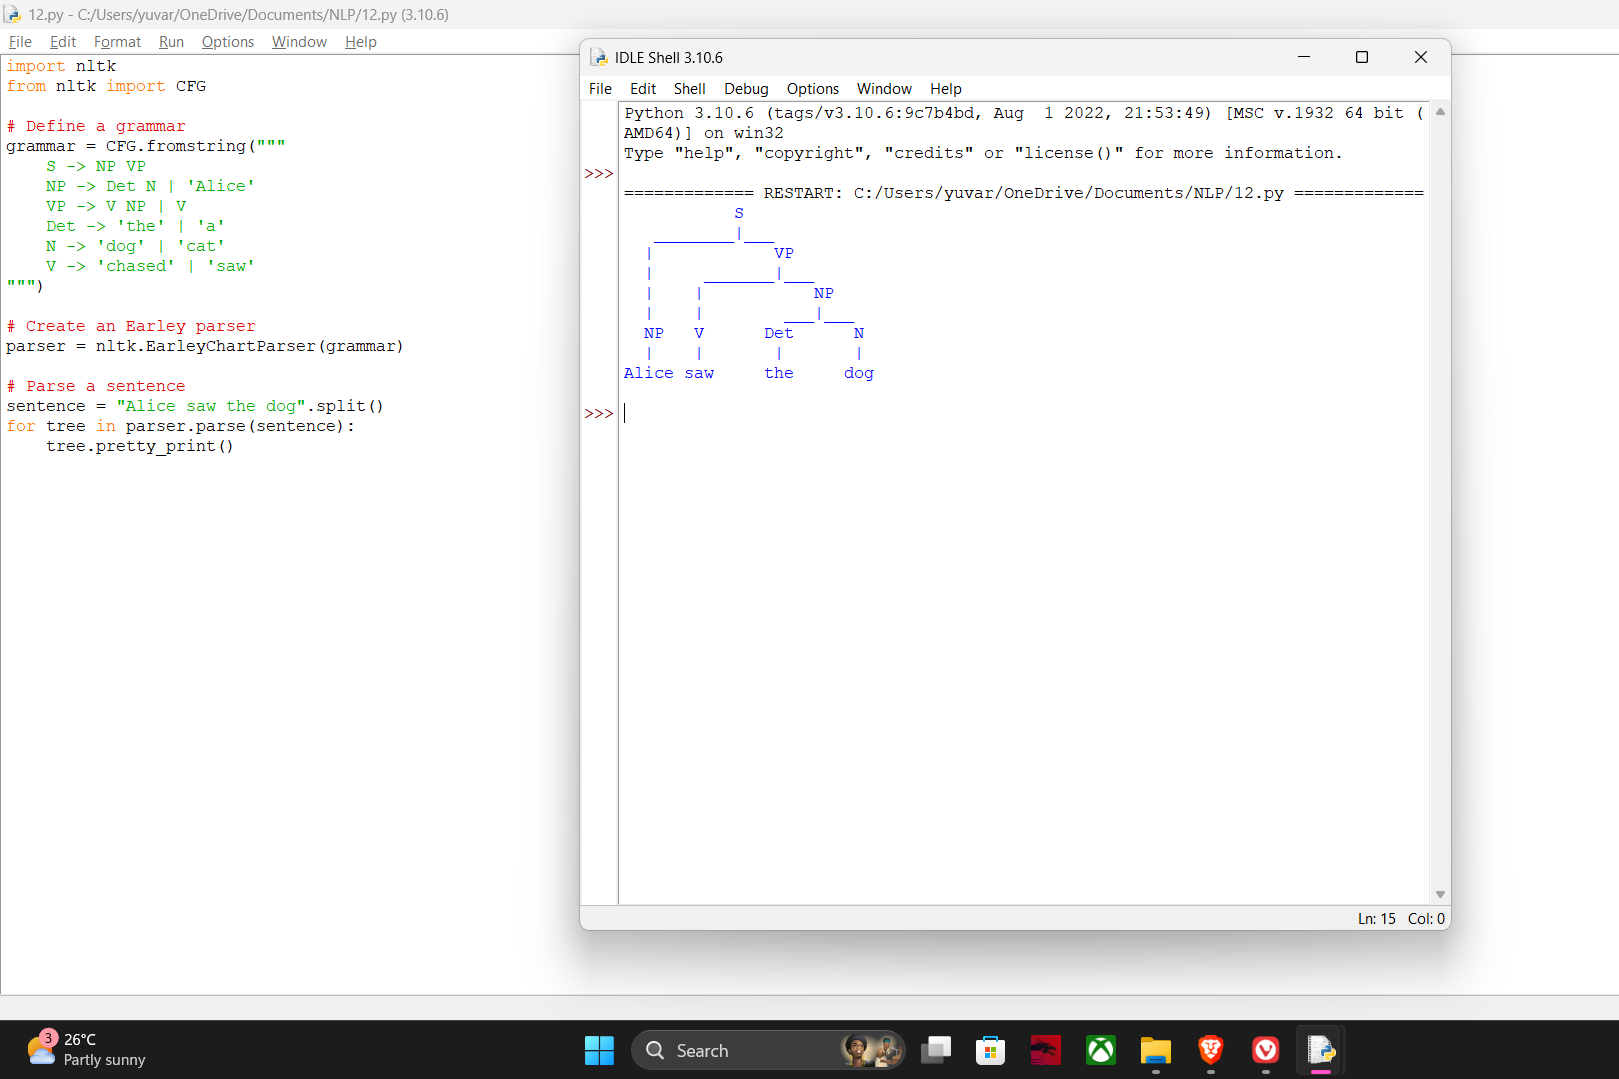 12.py - C:/Users/yuvar/OneDrive/Documents/NLP/12.py (3.10.6)
File Edit Format Run Options Window Help
import nltk
from nltk import CFG
# Define a grammar
grammar = CFG.fromstring("""
    S -> NP VP
    NP -> Det N | 'Alice'
    VP -> V NP | V
    Det -> 'the' | 'a'
    N -> 'dog' | 'cat'
    V -> 'chased' | 'saw'
""")
# Create an Earley parser
parser = nltk.EarleyChartParser(grammar)
# Parse a sentence
sentence = "Alice saw the dog".split()
for tree in parser.parse(sentence):
    tree.pretty_print()
IDLE Shell 3.10.6
File Edit Shell Debug Options Window Help
Python 3.10.6 (tags/v3.10.6:9c7b4bd, Aug  1 2022, 21:53:49) [MSC v.1932 64 bit (
AMD64)] on win32
Type "help", "copyright", "credits" or "license()" for more information.
>>>
============= RESTART: C:/Users/yuvar/OneDrive/Documents/NLP/12.py =============
S
VP
NP
NP V Det N
Alice saw the dog
>>>
Ln: 15 Col: 0
3
26°C
Partly sunny
Search